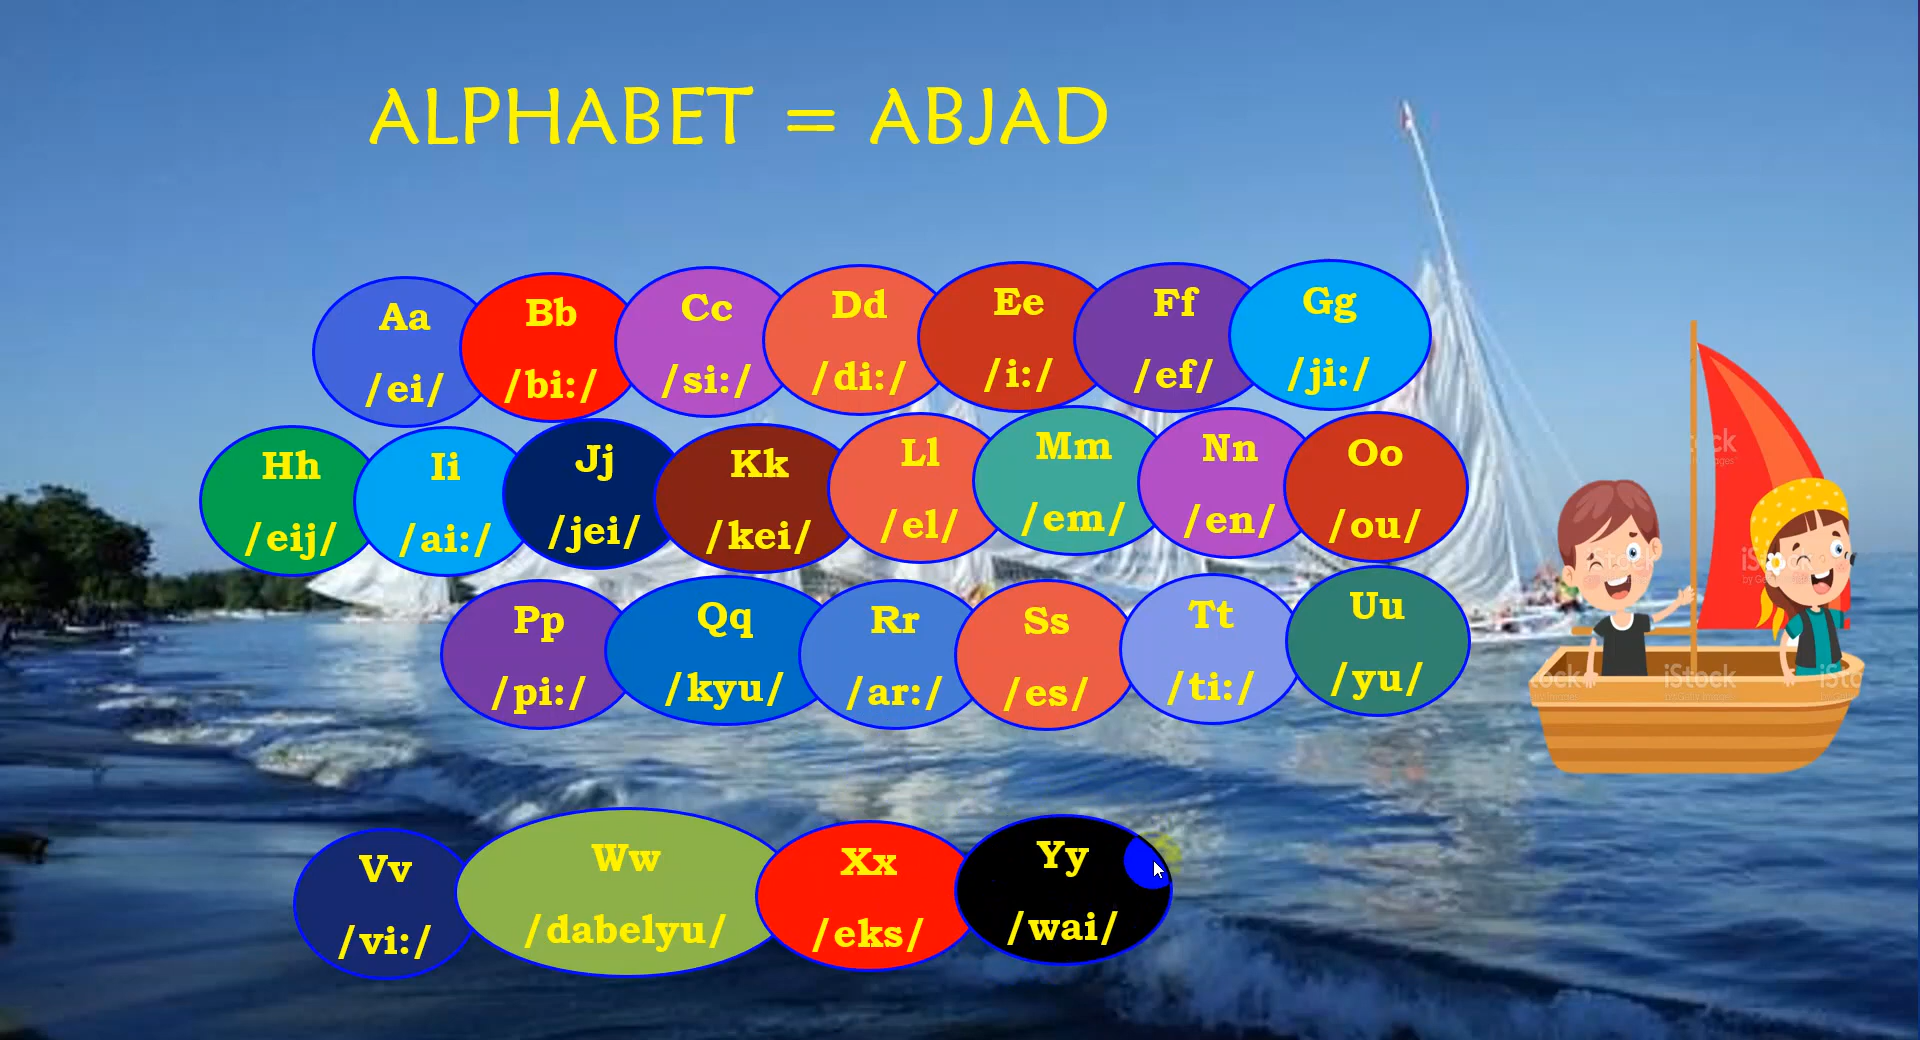 ALPHABET = ABJAD
Aa Bb Cc Dd Ee Ff Gg
/ei/ /bi:/ /si:/ /di:/ /i:/ /ef/ /ji:/
Hh Ii Jj Kk Ll Mm Nn Oo
/eij/ /ai:/ /jei/ /kei/ /el/ /em/ /en/ /ou/
Pp Qq Rr Ss Tt Uu
/pi:/ /kyu/ /ar:/ /es/ /ti:/ /yu/
Vv Ww Xx Yy
/vi:/ /dabelyu/ /eks/ /wai/
iStock